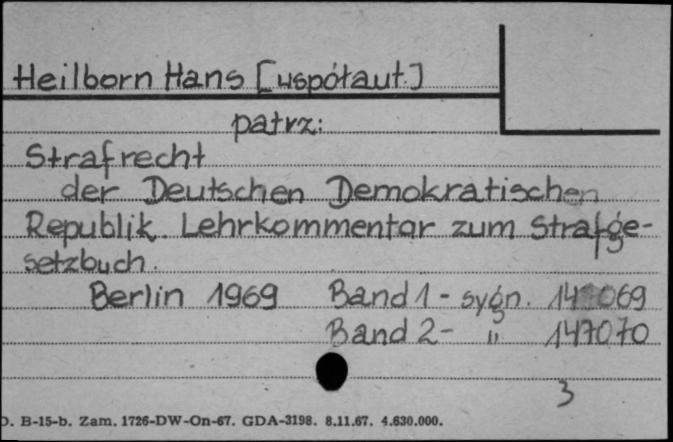 Heilborn Hans [uspółaut.]
patrz:
Strafrecht
der Deutschen Demokratischen
Republik. Lehrkommentar zum Strafge-
setzbuch.
Berlin 1969 Band 1 - sygn.
Band 2 - " 147070
3
B-15-b. Zam. 1726-DW-On-67. GDA-3198. 8.11.67. 4.630.000.